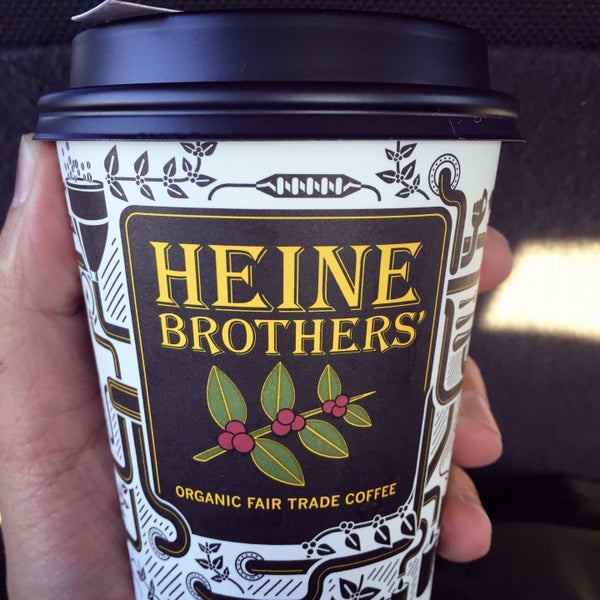 HEINE
BROTHERS'
ORGANIC FAIR TRADE COFFEE